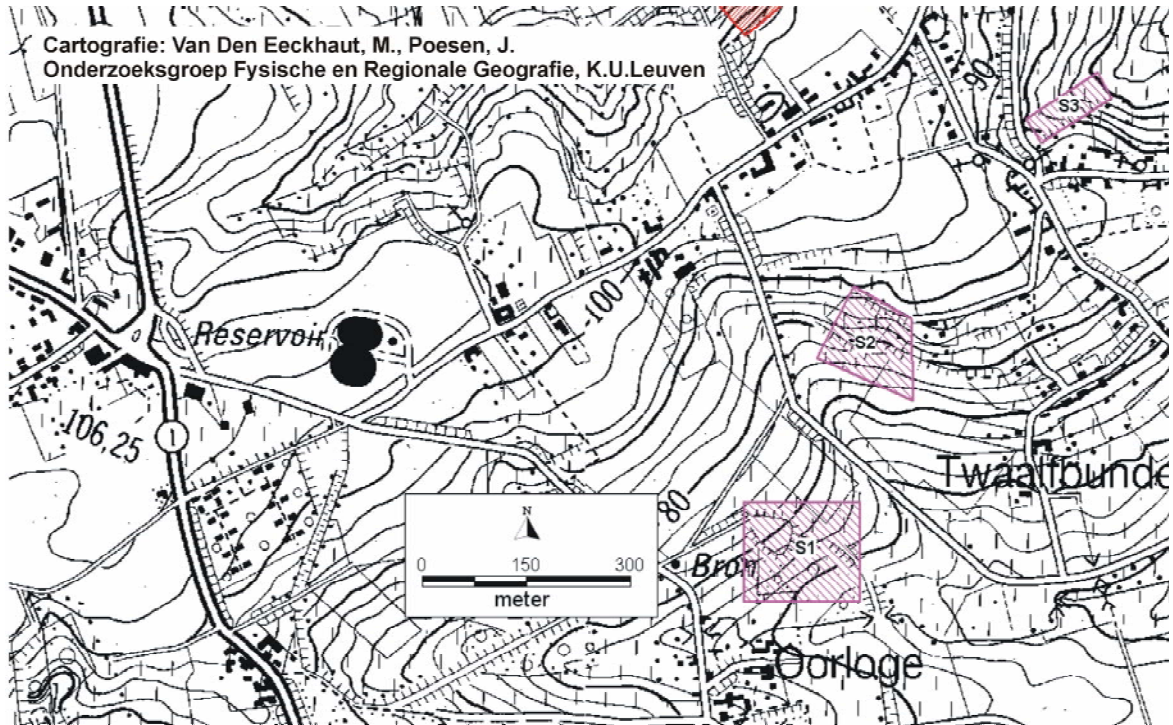 Cartografie: Van Den Eeckhaut, M., Poesen, J.
Onderzoeksgroep Fysische en Regionale Geografie, K.U.Leuven
90
S3
100
Reservoir
S2
106,25
1
Twaalfbunde
80
N
0 150 300
meter
S1
Bron
Oorlage